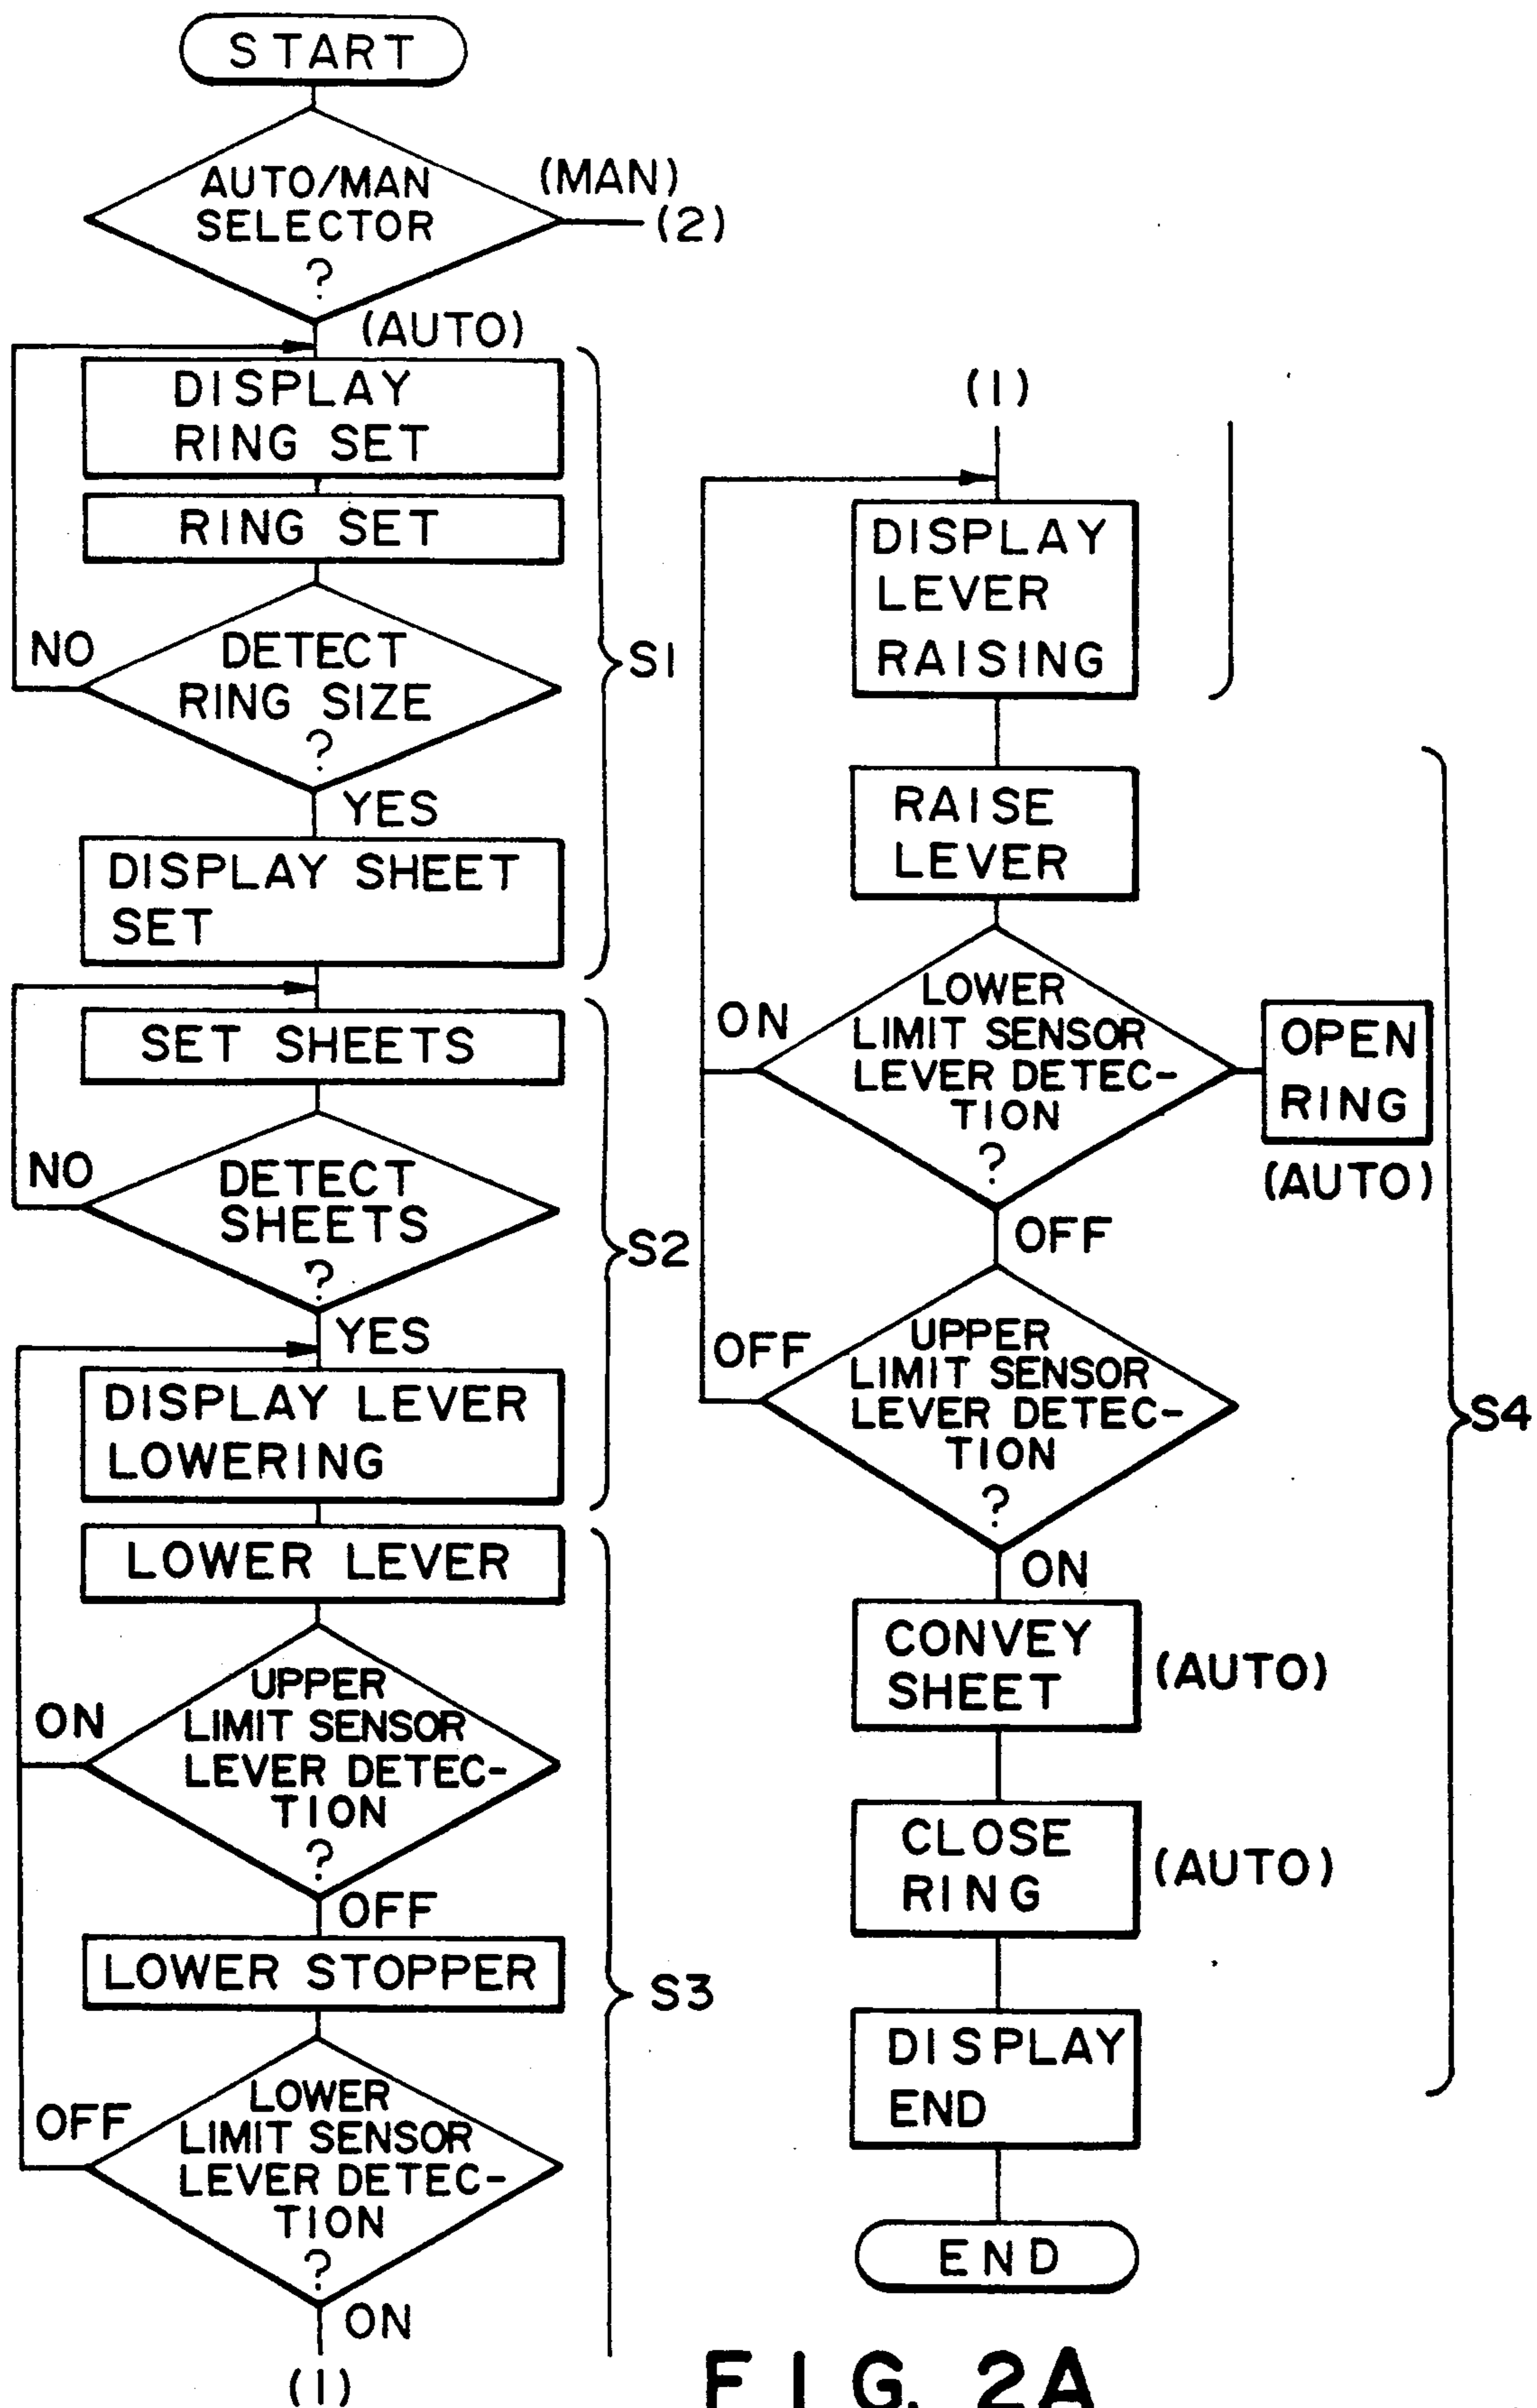 START
AUTO/MAN
SELECTOR
?
(MAN)
(2)
(AUTO)
DISPLAY
RING SET
RING SET
DETECT
RING SIZE
?
NO
YES
DISPLAY SHEET
SET
S1
SET SHEETS
DETECT
SHEETS
?
NO
YES
DISPLAY LEVER
LOWERING
S2
LOWER LEVER
UPPER
LIMIT SENSOR
LEVER DETEC-
TION
?
ON
OFF
LOWER STOPPER
LOWER
LIMIT SENSOR
LEVER DETEC-
TION
?
OFF
ON
(1)
S3
(1)
DISPLAY
LEVER
RAISING
RAISE
LEVER
LOWER
LIMIT SENSOR
LEVER DETEC-
TION
?
ON
OPEN
RING
(AUTO)
OFF
UPPER
LIMIT SENSOR
LEVER DETEC-
TION
?
OFF
ON
CONVEY
SHEET
(AUTO)
CLOSE
RING
(AUTO)
DISPLAY
END
S4
END
FIG. 2A